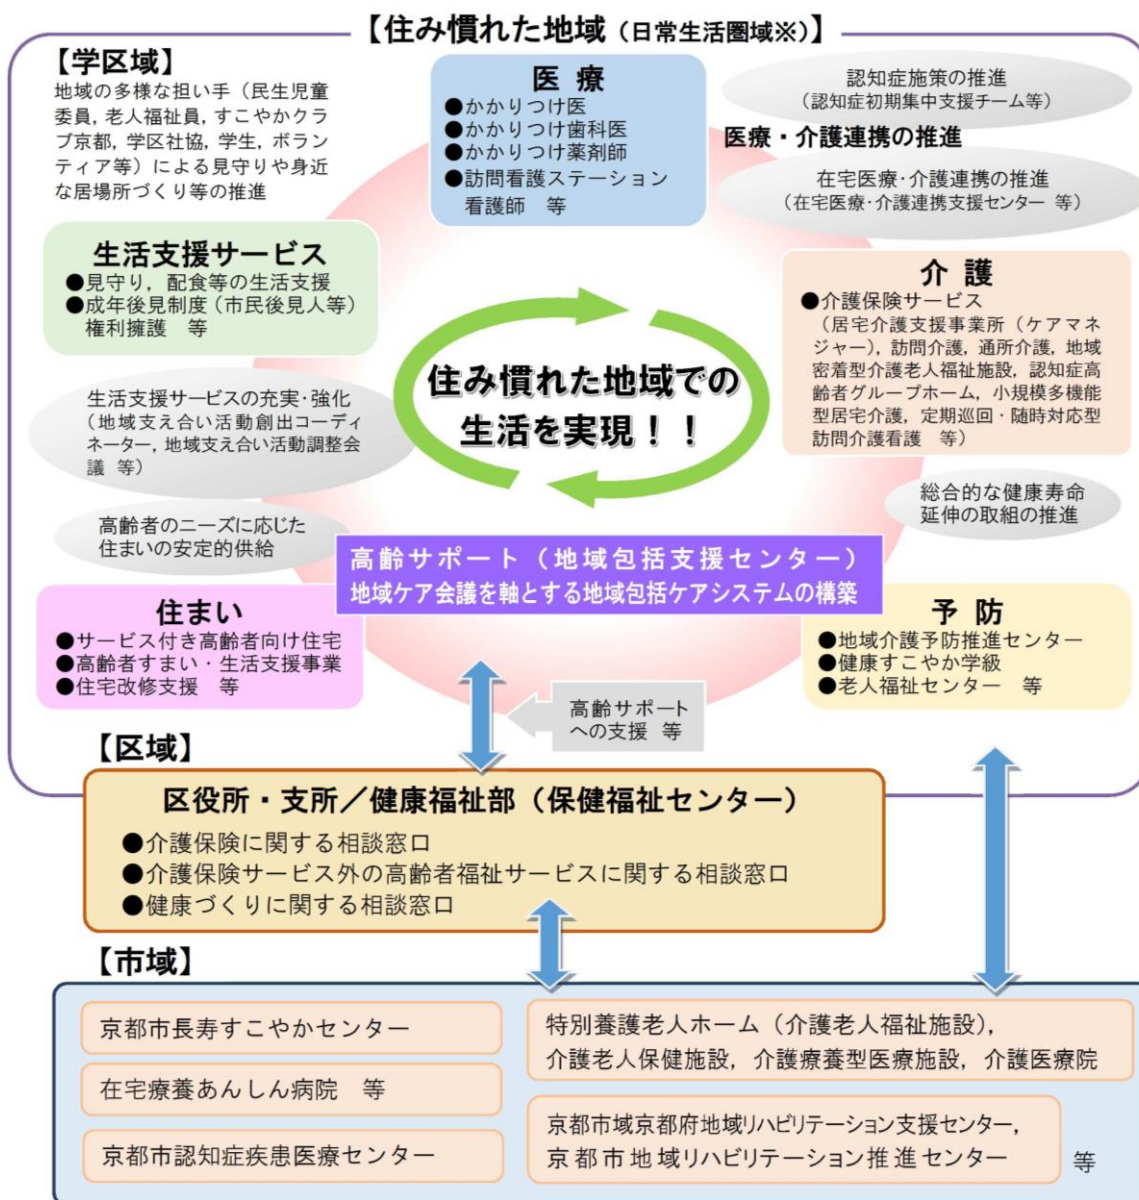 【住み慣れた地域（日常生活圏域※）】
【学区域】
地域の多様な担い手（民生児童
委員，老人福祉員，すこやかクラ
ブ京都，学区社協，学生，ボラン
ティア等）による見守りや身近
な居場所づくり等の推進
医 療
●かかりつけ医
●かかりつけ歯科医
●かかりつけ薬剤師
●訪問看護ステーション
看護師 等
認知症施策の推進
（認知症初期集中支援チーム等）
医療・介護連携の推進
在宅医療・介護連携の推進
（在宅医療・介護連携支援センター 等）
生活支援サービス
●見守り，配食等の生活支援
●成年後見制度（市民後見人等）
権利擁護 等
介 護
●介護保険サービス
（居宅介護支援事業所（ケアマネ
ジャー），訪問介護，通所介護，地域
密着型介護老人福祉施設，認知症高
齢者グループホーム，小規模多機能
型居宅介護，定期巡回・随時対応型
訪問介護看護 等）
住み慣れた地域での
生活を実現！！
生活支援サービスの充実・強化
（地域支え合い活動創出コーディ
ネーター，地域支え合い活動調整会
議 等）
総合的な健康寿命
延伸の取組の推進
高齢者のニーズに応じた
住まいの安定的供給
高齢サポート（地域包括支援センター）
地域ケア会議を軸とする地域包括ケアシステムの構築
住まい
●サービス付き高齢者向け住宅
●高齢者すまい・生活支援事業
●住宅改修支援 等
予 防
●地域介護予防推進センター
●健康すこやか学級
●老人福祉センター 等
高齢サポート
への支援 等
【区域】
区役所・支所／健康福祉部（保健福祉センター）
●介護保険に関する相談窓口
●介護保険サービス外の高齢者福祉サービスに関する相談窓口
●健康づくりに関する相談窓口
【市域】
京都市長寿すこやかセンター
在宅療養あんしん病院 等
京都市認知症疾患医療センター
特別養護老人ホーム（介護老人福祉施設），
介護老人保健施設，介護療養型医療施設，介護医療院
京都市域京都府地域リハビリテーション支援センター，
京都市地域リハビリテーション推進センター
等